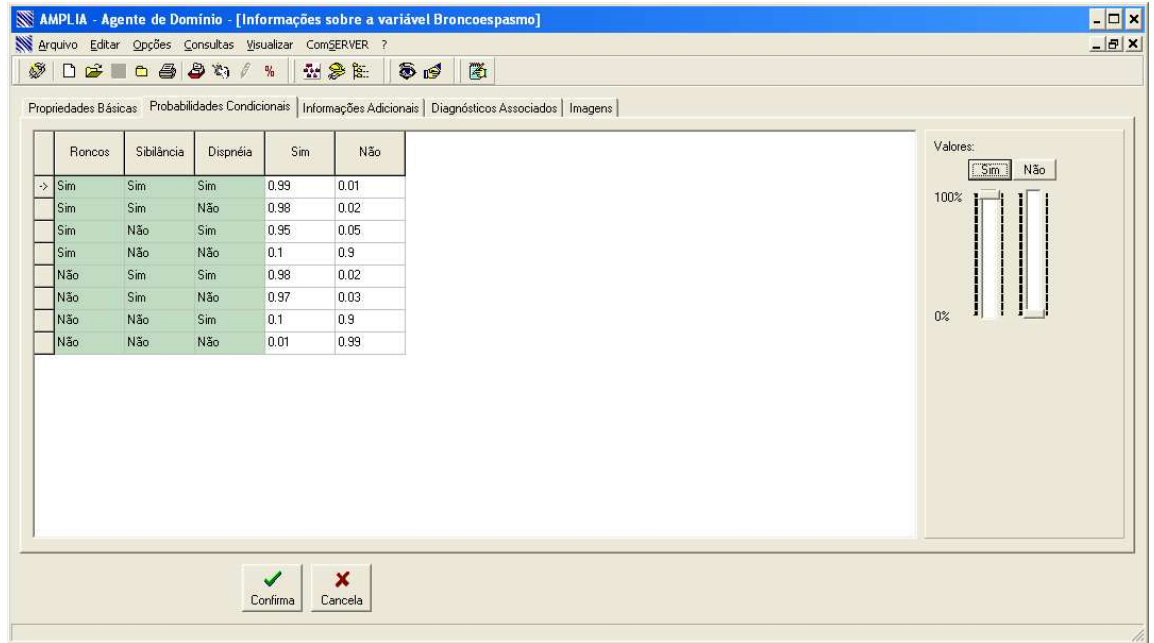 AMPLIA - Agente de Domínio - [Informações sobre a variável Broncoespasmo]
Arquivo Editar Opções Consultas Visualizar ComSERVER ?
Propriedades Básicas Probabilidades Condicionais Informações Adicionais Diagnósticos Associados Imagens
Roncos Sibilância Dispnéia Sim Não
-> Sim Sim Sim 0.99 0.01
Sim Sim Não 0.98 0.02
Sim Não Sim 0.95 0.05
Sim Não Não 0.1 0.9
Não Sim Sim 0.98 0.02
Não Sim Não 0.97 0.03
Não Não Sim 0.1 0.9
Não Não Não 0.01 0.99
Valores:
Sim Não
100%
0%
Confirma Cancela